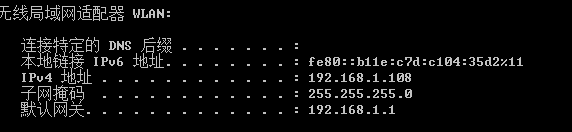 无线局域网适配器 WLAN:
连接特定的 DNS 后缀 . . . . . . . :
本地链接 IPv6 地址. . . . . . . . : fe80::b11e:c7d:c104:35d2%11
IPv4 地址 . . . . . . . . . . . . : 192.168.1.108
子网掩码 . . . . . . . . . . . . : 255.255.255.0
默认网关. . . . . . . . . . . . . : 192.168.1.1